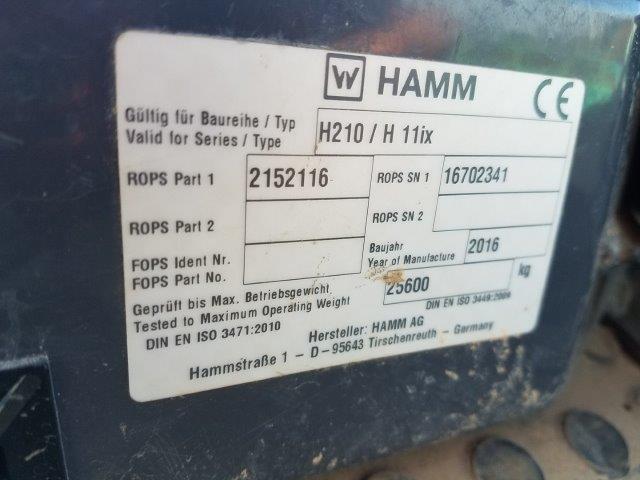 W HAMM CE
Gültig für Baureihe / Typ
Valid for Series / Type
H210 / H 11ix
ROPS Part 1 2152116 ROPS SN 1 16702341
ROPS Part 2 ROPS SN 2
FOPS Ident Nr.
FOPS Part No.
Baujahr
Year of Manufacture 2016
Geprüft bis Max. Betriebsgewicht
Tested to Maximum Operating Weight
25600 kg
DIN EN ISO 3471:2010 DIN EN ISO 3449:2009
Hersteller: HAMM AG
Hammstraße 1 – D – 95643 Tirschenreuth – Germany